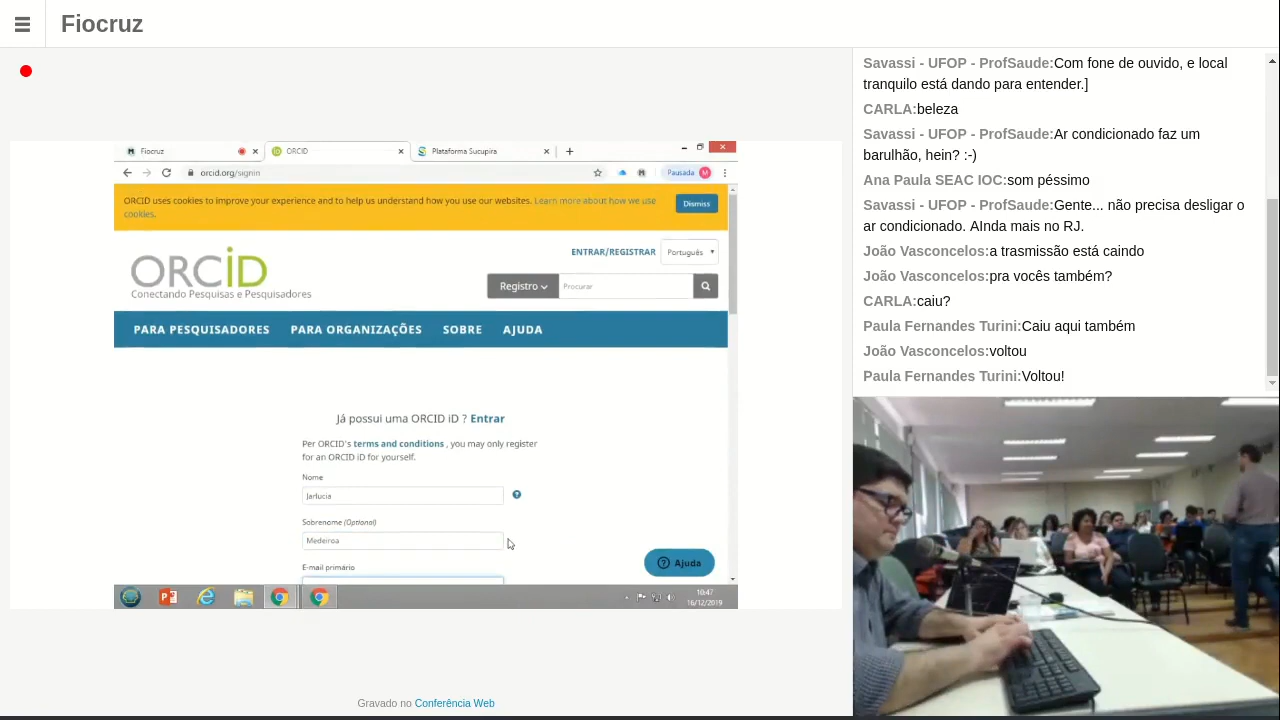 Fiocruz
Fiocruz
ORCID
Plataforma Sucupira
orcid.org/signin
Pausada
M
ORCID uses cookies to improve your experience and to help us understand how you use our websites. Learn more about how we use
cookies.
Dismiss
ENTRAR/REGISTRAR
Português
ORCiD
Conectando Pesquisas e Pesquisadores
Registro
Procurar
PARA PESQUISADORES
PARA ORGANIZAÇÕES
SOBRE
AJUDA
Já possui uma ORCID iD ? Entrar
Per ORCID's terms and conditions , you may only register
for an ORCID iD for yourself.
Nome
Jarlucia
Sobrenome (Optional)
Medeiroa
E-mail primário
Ajuda
10:47
16/12/2019
Gravado no Conferência Web
Savassi - UFOP - ProfSaude:Com fone de ouvido, e local
tranquilo está dando para entender.]
CARLA:beleza
Savassi - UFOP - ProfSaude:Ar condicionado faz um
barulhão, hein? :-)
Ana Paula SEAC IOC:som péssimo
Savassi - UFOP - ProfSaude:Gente... não precisa desligar o
ar condicionado. AInda mais no RJ.
João Vasconcelos:a trasmissão está caindo
João Vasconcelos:pra vocês também?
CARLA:caiu?
Paula Fernandes Turini:Caiu aqui também
João Vasconcelos:voltou
Paula Fernandes Turini:Voltou!